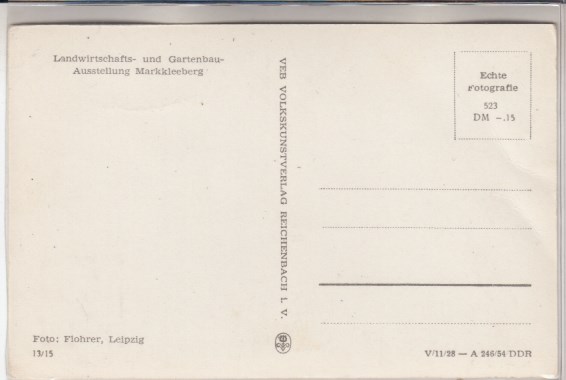 Landwirtschafts- und Gartenbau-
Ausstellung Markkleeberg
VEB VOLKSKUNSTVERLAG REICHENBACH i. V.
Echte
Fotografie
523
DM -.15
Foto: Flohrer, Leipzig
13/15
V/11/28 — A 246/54 DDR